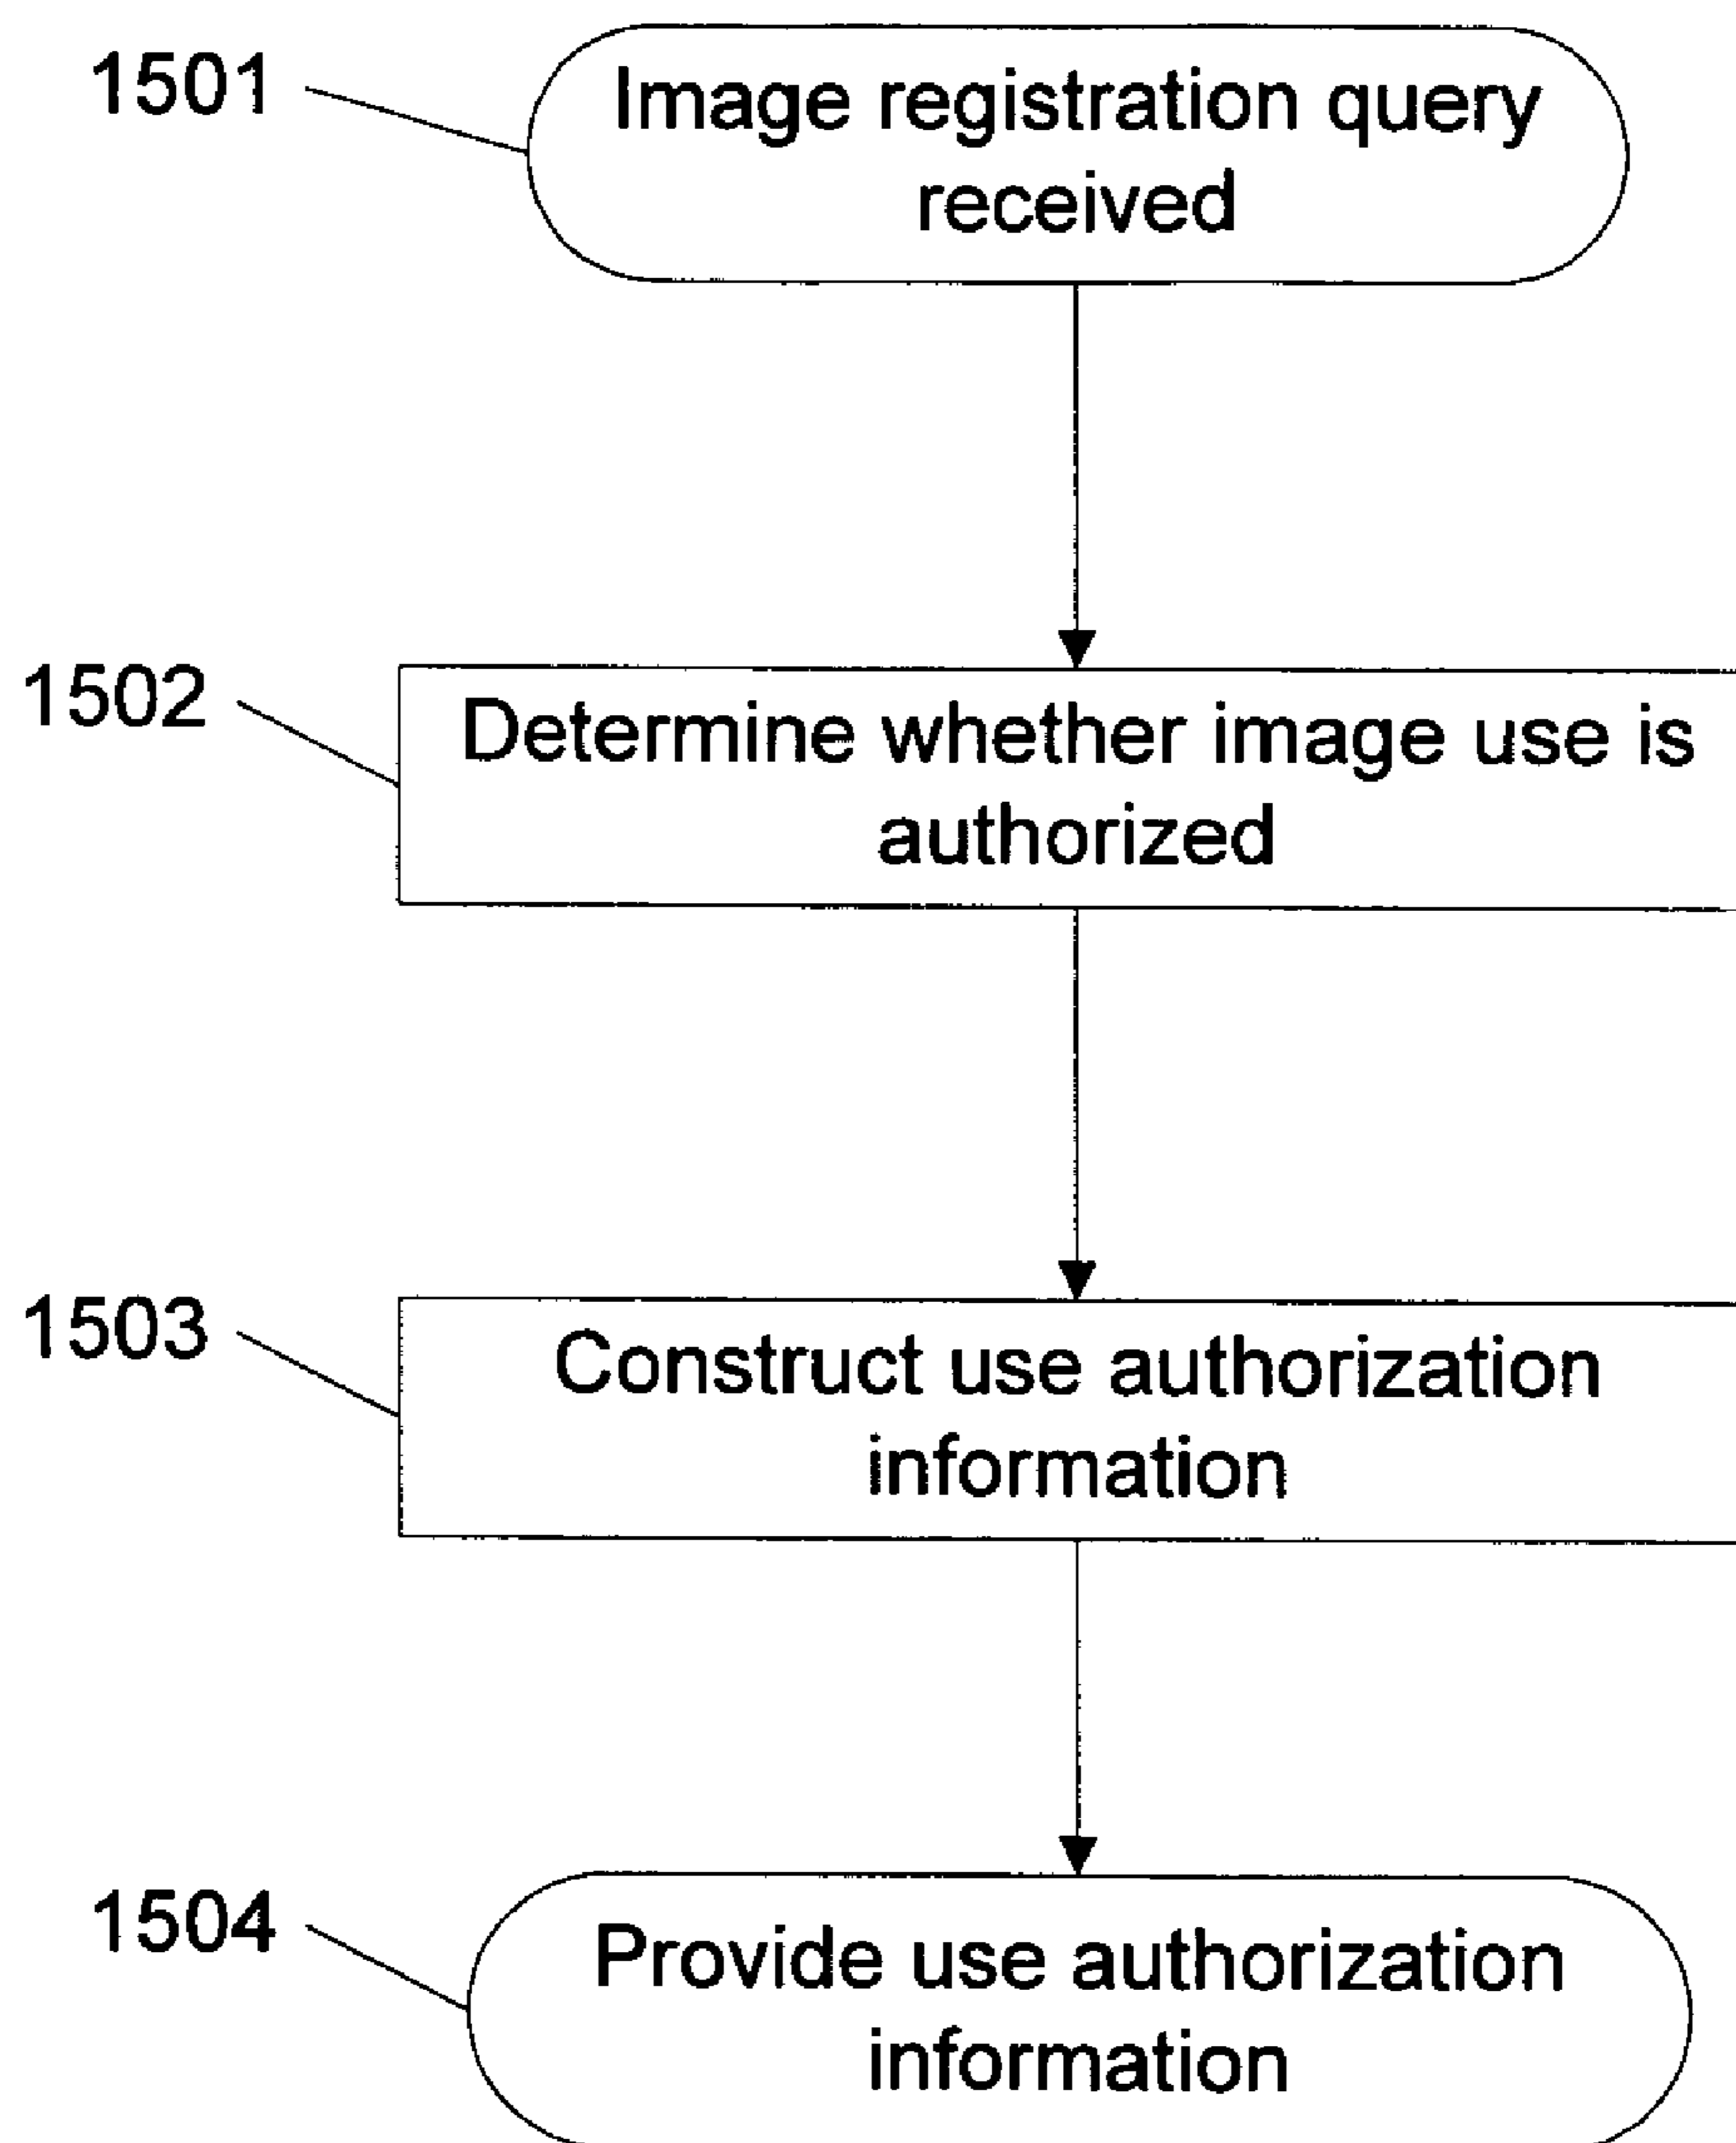 1501
Image registration query
received
1502
Determine whether image use is
authorized
1503
Construct use authorization
information
1504
Provide use authorization
information